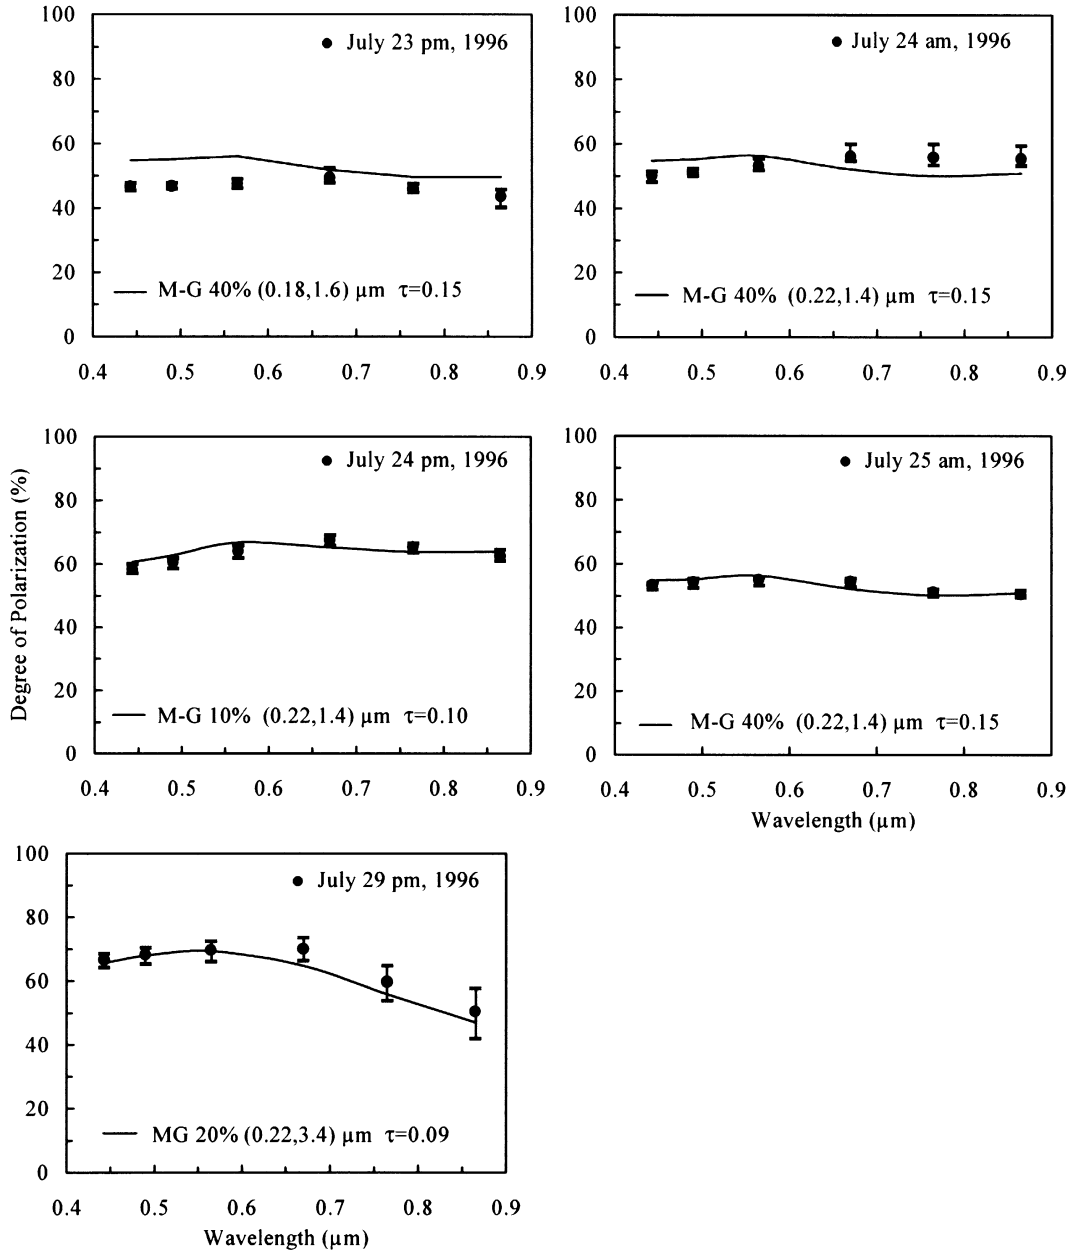 100
80
60
40
20
0
July 23 pm, 1996
M-G 40% (0.18,1.6) µm τ=0.15
0.4 0.5 0.6 0.7 0.8 0.9
100
80
60
40
20
0
July 24 am, 1996
M-G 40% (0.22,1.4) µm τ=0.15
0.4 0.5 0.6 0.7 0.8 0.9
Degree of Polarization (%)
100
80
60
40
20
0
July 24 pm, 1996
M-G 10% (0.22,1.4) µm τ=0.10
0.4 0.5 0.6 0.7 0.8 0.9
100
80
60
40
20
0
July 25 am, 1996
M-G 40% (0.22,1.4) µm τ=0.15
0.4 0.5 0.6 0.7 0.8 0.9
Wavelength (µm)
100
80
60
40
20
0
July 29 pm, 1996
MG 20% (0.22,3.4) µm τ=0.09
0.4 0.5 0.6 0.7 0.8 0.9
Wavelength (µm)